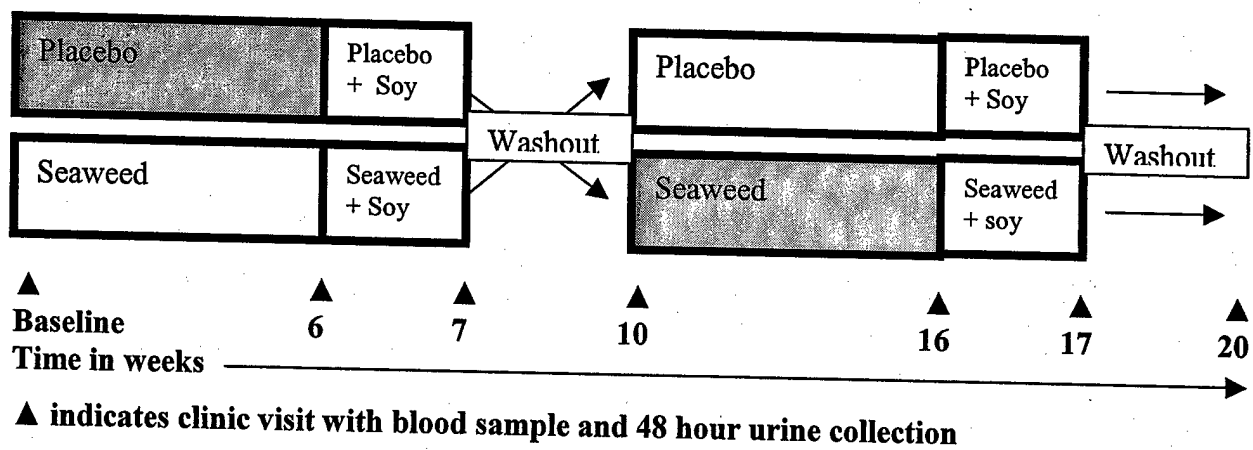 Placebo
Placebo
+ Soy
Seaweed
Seaweed
+ Soy
Washout
Placebo
Placebo
+ Soy
Seaweed
Seaweed
+ soy
Washout
▲ ▲ ▲ ▲ ▲ ▲ ▲
Baseline 6 7 10 16 17 20
Time in weeks
▲ indicates clinic visit with blood sample and 48 hour urine collection